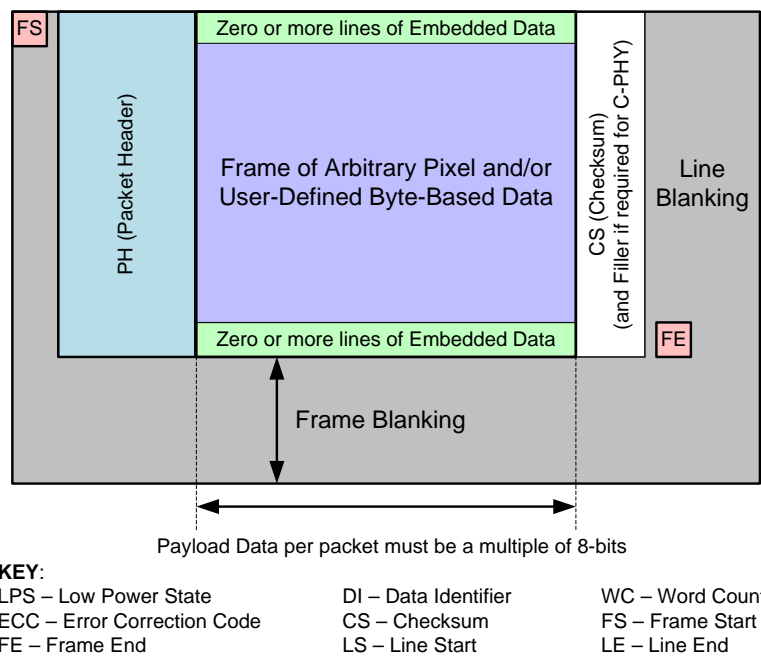 FS
Zero or more lines of Embedded Data
PH (Packet Header)
Frame of Arbitrary Pixel and/or
User-Defined Byte-Based Data
CS (Checksum)
(and Filler if required for C-PHY)
Line
Blanking
Zero or more lines of Embedded Data
FE
Frame Blanking
Payload Data per packet must be a multiple of 8-bits
KEY:
LPS – Low Power State DI – Data Identifier WC – Word Count
ECC – Error Correction Code CS – Checksum FS – Frame Start
FE – Frame End LS – Line Start LE – Line End